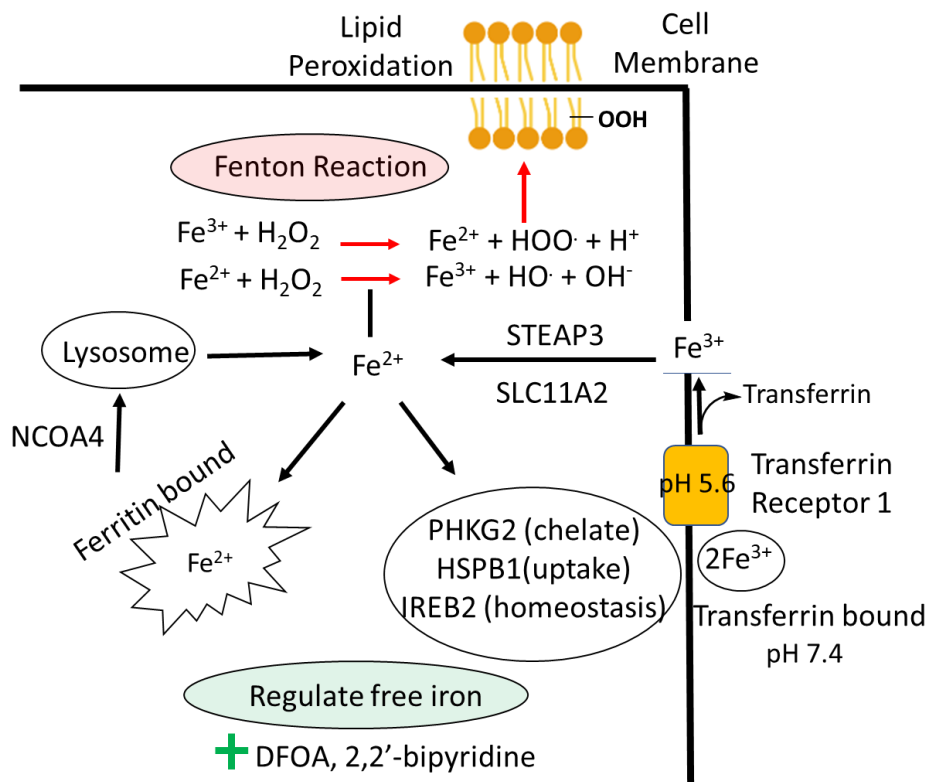 Lipid
Peroxidation
Cell
Membrane
OOH
Fenton Reaction
Fe³⁺ + H₂O₂
Fe²⁺ + HOO· + H⁺
Fe²⁺ + H₂O₂
Fe³⁺ + HO· + OH⁻
Lysosome
Fe²⁺
STEAP3
SLC11A2
Fe³⁺
Transferrin
NCOA4
Ferritin bound
Fe²⁺
pH 5.6
Transferrin
Receptor 1
PHKG2 (chelate)
HSPB1(uptake)
IREB2 (homeostasis)
2Fe³⁺
Transferrin bound
pH 7.4
Regulate free iron
+ DFOA, 2,2’-bipyridine